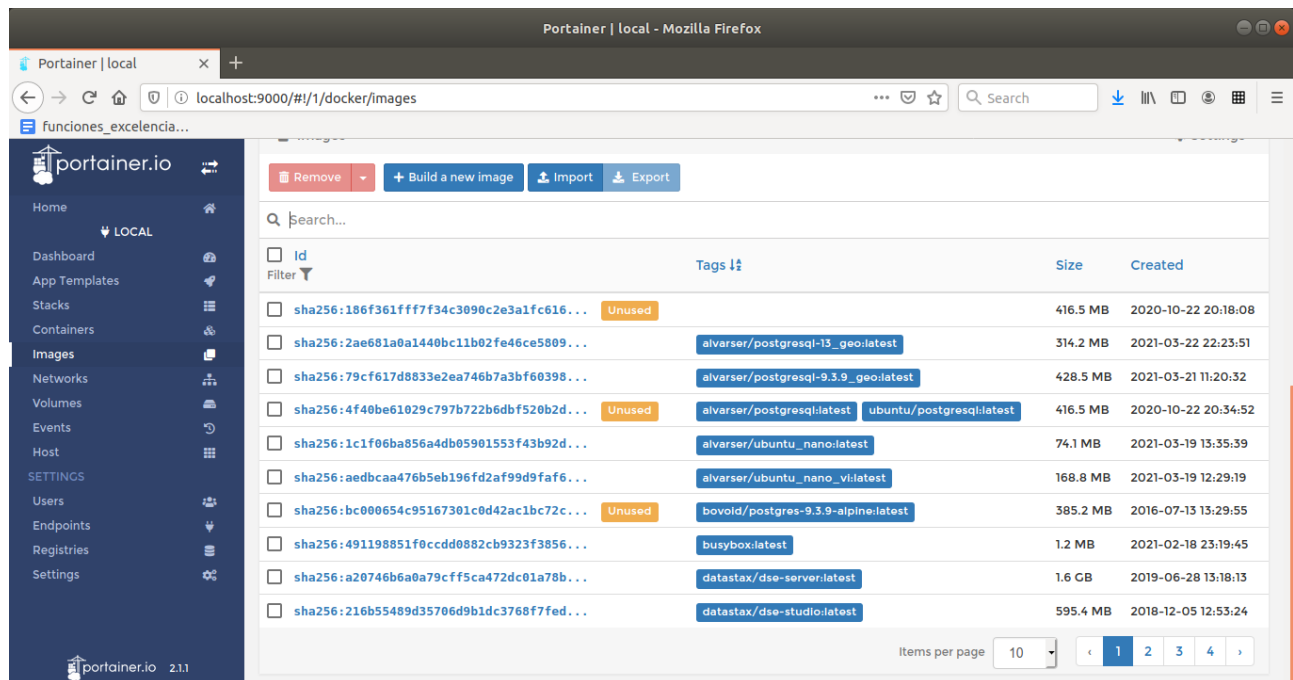 Portainer | local - Mozilla Firefox
Portainer | local
localhost:9000/#!/1/docker/images
Search
funciones_excelencia...
portainer.io
Home
LOCAL
Dashboard
App Templates
Stacks
Containers
Images
Networks
Volumes
Events
Host
SETTINGS
Users
Endpoints
Registries
Settings
portainer.io 2.1.1
Images
Settings
Remove
+ Build a new image
Import
Export
Search...
Id
Filter
Tags
Size
Created
sha256:186f361fff7f34c3090c2e3a1fc616... Unused 416.5 MB 2020-10-22 20:18:08
sha256:2ae681a0a1440bc11b02fe46ce5809... alvarser/postgresql-13_geo:latest 314.2 MB 2021-03-22 22:23:51
sha256:79cf617d8833e2ea746b7a3bf60398... alvarser/postgresql-9.3.9_geo:latest 428.5 MB 2021-03-21 11:20:32
sha256:4f40be61029c797b722b6dbf520b2d... Unused alvarser/postgresql:latest ubuntu/postgresql:latest 416.5 MB 2020-10-22 20:34:52
sha256:1c1f06ba856a4db05901553f43b92d... alvarser/ubuntu_nano:latest 74.1 MB 2021-03-19 13:35:39
sha256:aedbcaa476b5eb196fd2af99d9faf6... alvarser/ubuntu_nano_vi:latest 168.8 MB 2021-03-19 12:29:19
sha256:bc000654c95167301c0d42ac1bc72c... Unused bovold/postgres-9.3.9-alpine:latest 385.2 MB 2016-07-13 13:29:55
sha256:491198851f0ccdd0882cb9323f3856... busybox:latest 1.2 MB 2021-02-18 23:19:45
sha256:a20746b6a0a79cff5ca472dc01a78b... datastax/dse-server:latest 1.6 GB 2019-06-28 13:18:13
sha256:216b55489d35706d9b1dc3768f7fed... datastax/dse-studio:latest 595.4 MB 2018-12-05 12:53:24
Items per page 10 ‹ 1 2 3 4 ›